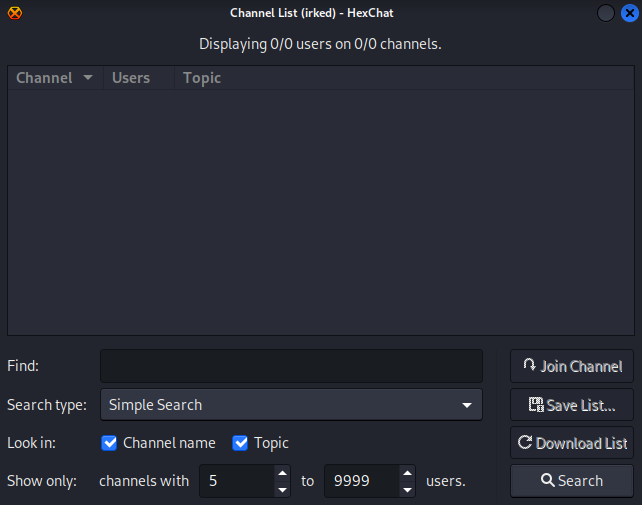 Channel List (irked) - HexChat
Displaying 0/0 users on 0/0 channels.
Channel Users Topic
Find: Join Channel
Search type: Simple Search Save List...
Look in: Channel name Topic Download List
Show only: channels with 5 to 9999 users. Search